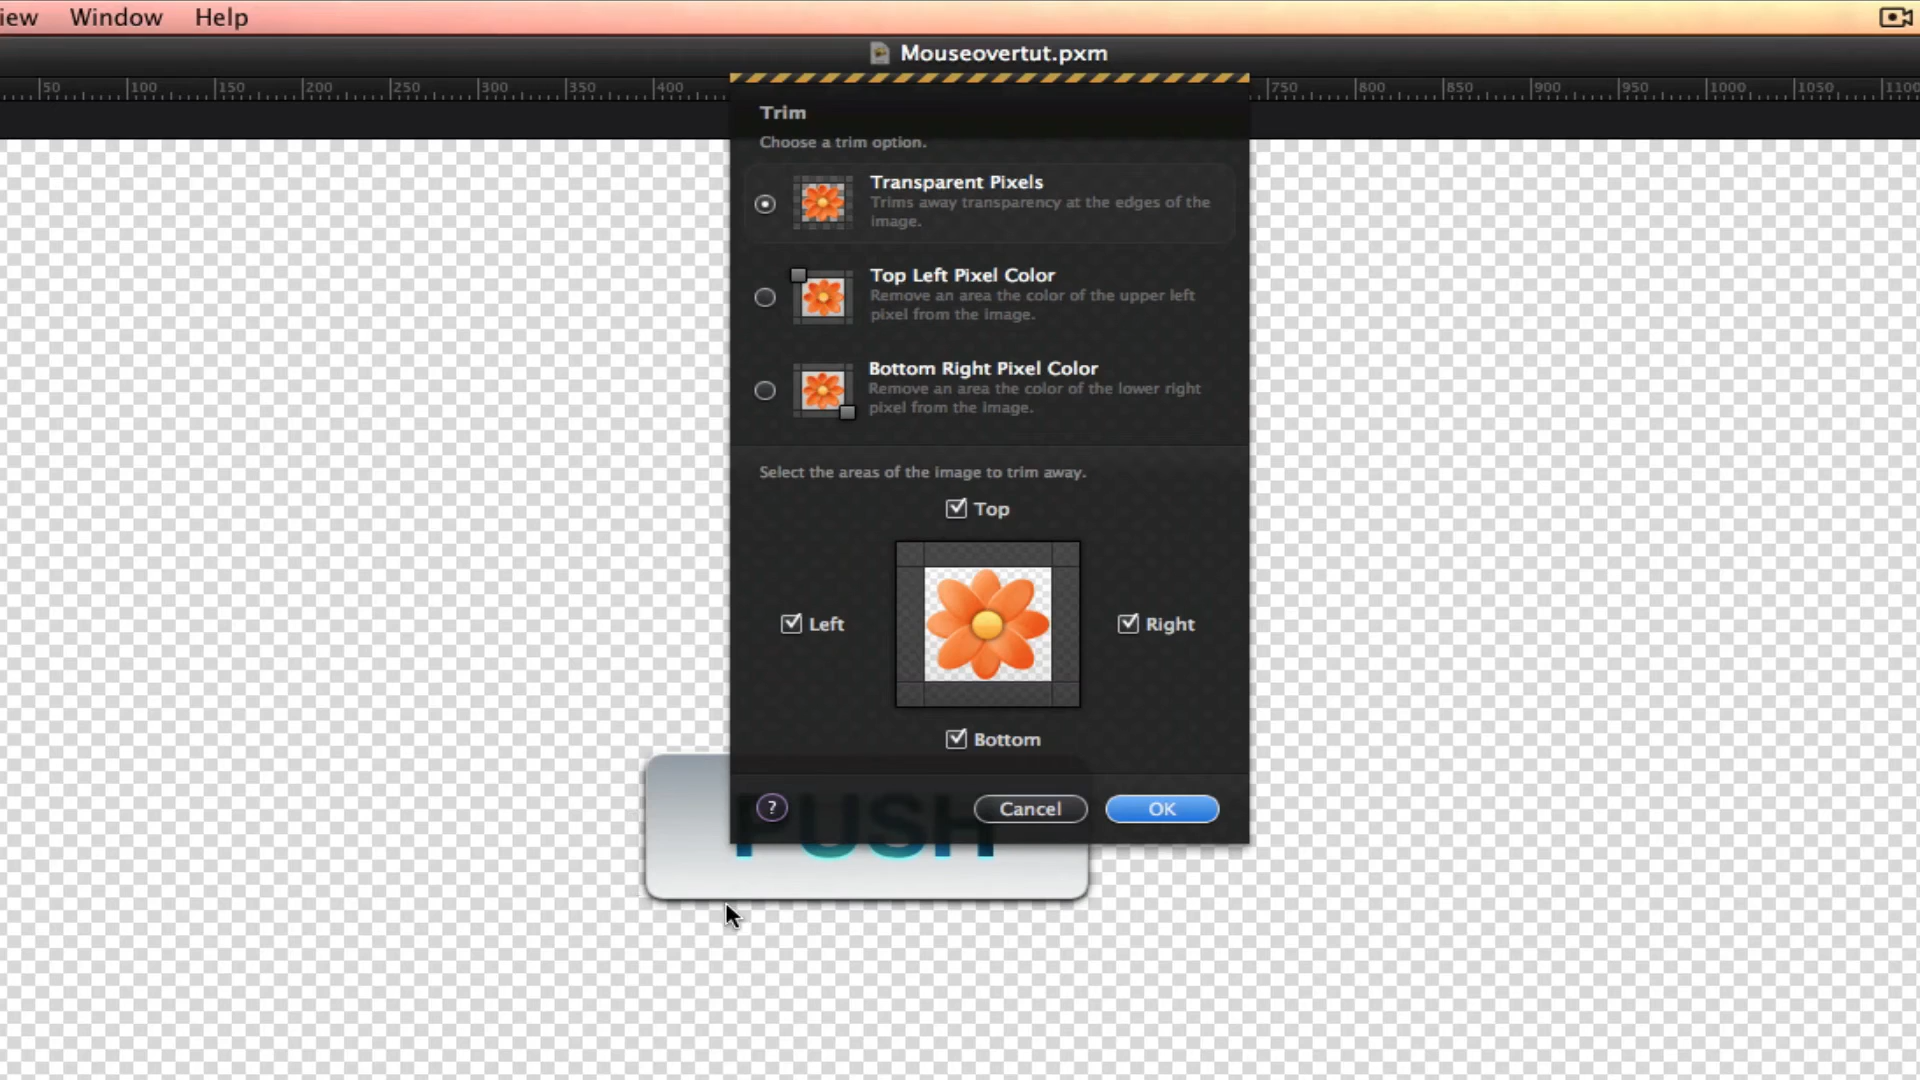 iew Window Help
Mouseovertut.pxm
50 100 150 200 250 300 350 400 750 800 850 900 950 1000 1050 1100
Trim
Choose a trim option.
Transparent Pixels
Trims away transparency at the edges of the
image.
Top Left Pixel Color
Remove an area the color of the upper left
pixel from the image.
Bottom Right Pixel Color
Remove an area the color of the lower right
pixel from the image.
Select the areas of the image to trim away.
Top
Left Right
Bottom
? Cancel OK
PUSH